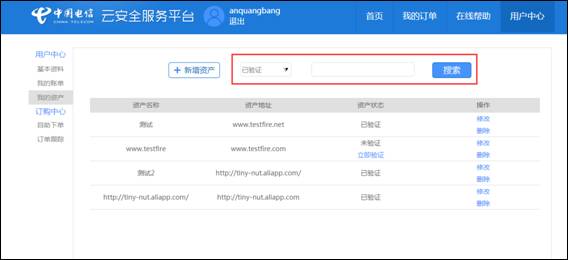 中国电信
CHINA TELECOM
云安全服务平台
anquangbang
退出
首页 我的订单 在线帮助 用户中心
用户中心
基本资料
我的账单
我的资产
订购中心
自助下单
订单跟踪
+ 新增资产 已验证 搜索
资产名称 资产地址 资产状态 操作
测试 www.testfire.net 已验证 修改
删除
www.testfire www.testfire.com 未验证 修改
立即验证 删除
测试2 http://tiny-nut.aliapp.com/ 已验证 修改
删除
http://tiny-nut.aliapp.com/ http://tiny-nut.aliapp.com 已验证 修改
删除